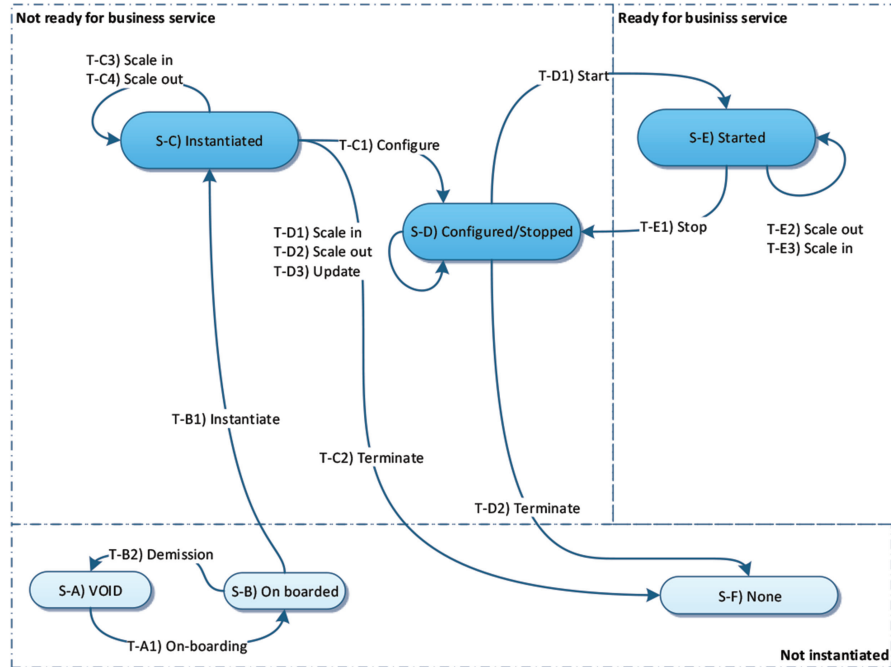 Not ready for business service
Ready for businiss service
T-C3) Scale in
T-C4) Scale out
T-D1) Start
S-C) Instantiated
S-E) Started
T-C1) Configure
T-D1) Scale in
T-D2) Scale out
T-D3) Update
S-D) Configured/Stopped
T-E1) Stop
T-E2) Scale out
T-E3) Scale in
T-B1) Instantiate
T-C2) Terminate
T-D2) Terminate
T-B2) Demission
S-A) VOID
S-B) On boarded
S-F) None
T-A1) On-boarding
Not instantiated